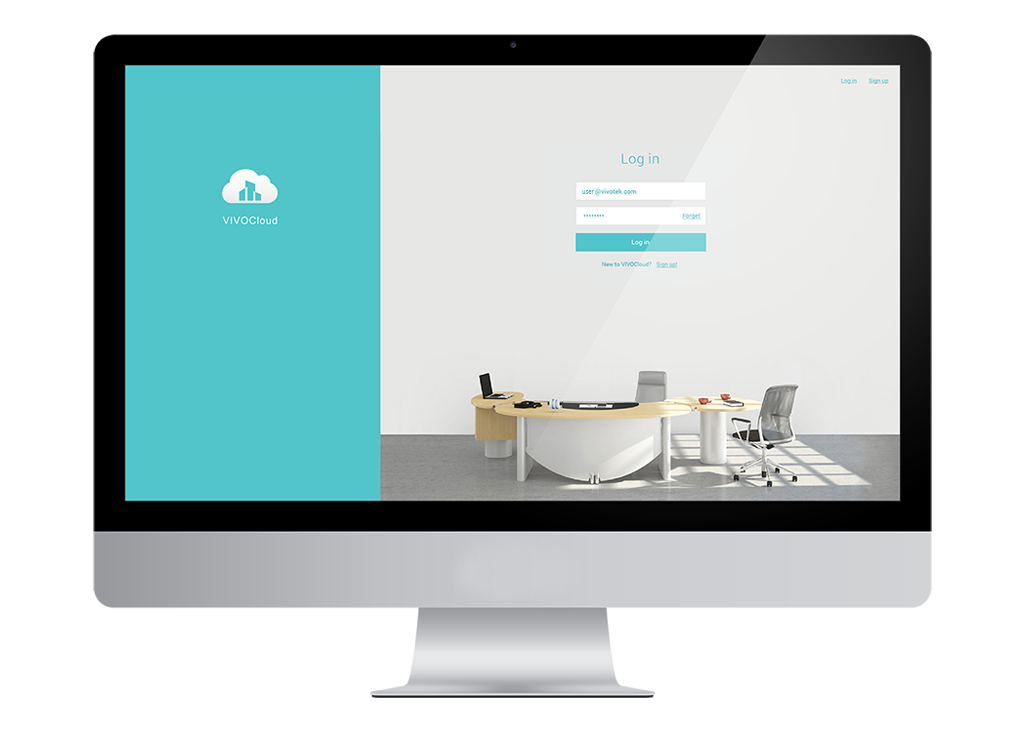 Log in Sign up
ViVOCloud
Log in
user @vivotek.com
•••••••• Forget
Log in
New to VIVOCloud? Sign up!